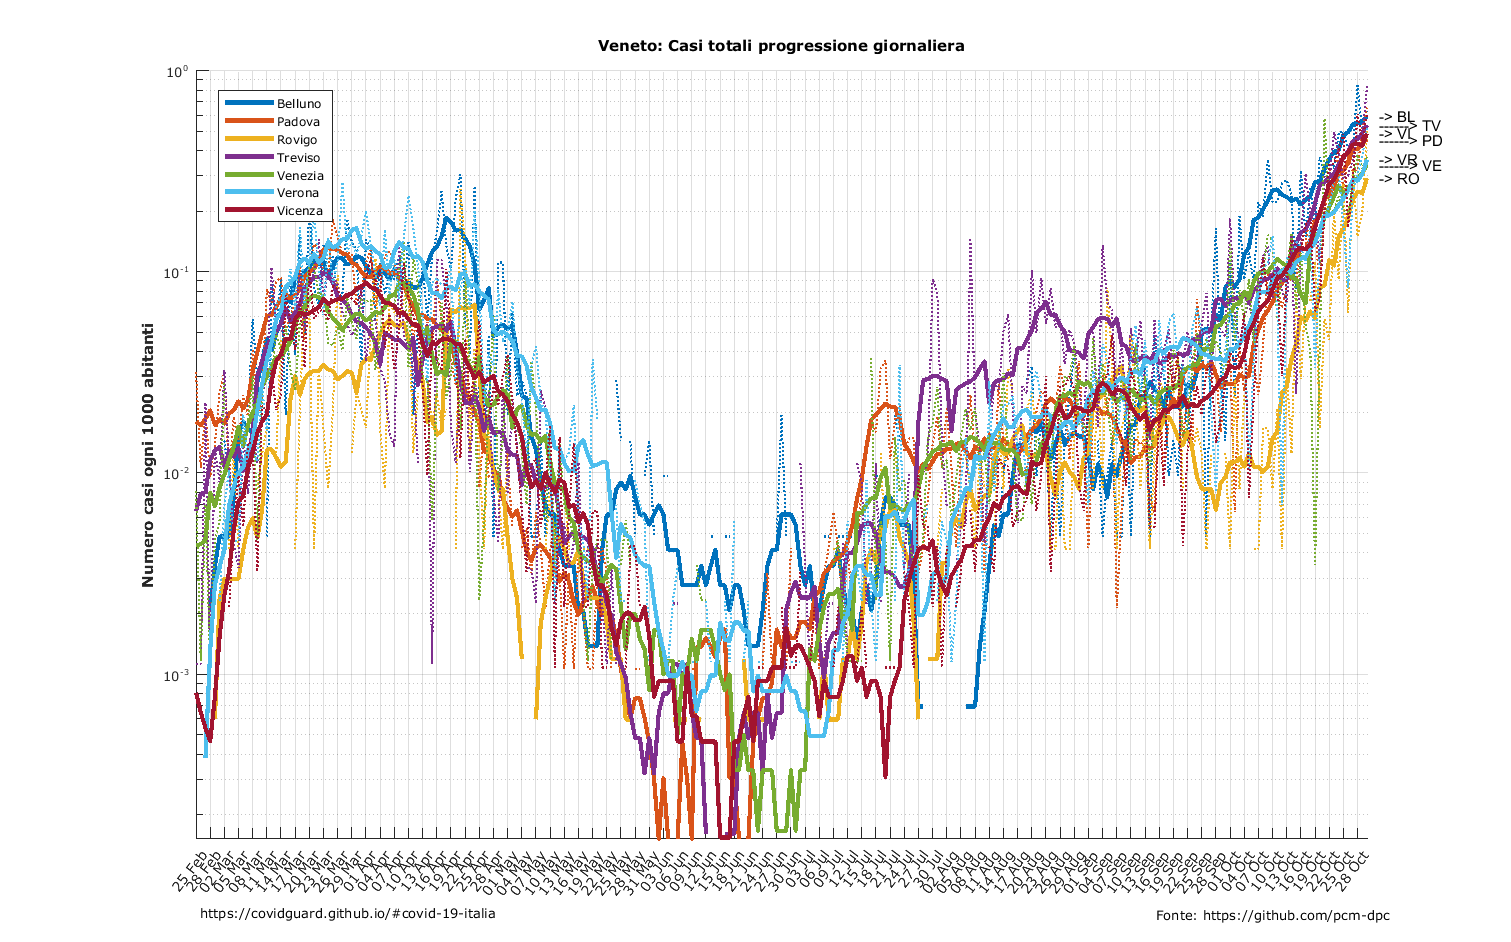 Veneto: Casi totali progressione giornaliera
Numero casi ogni 1000 abitanti
10^0
10^-1
10^-2
10^-3
Belluno
Padova
Rovigo
Treviso
Venezia
Verona
Vicenza
-> BL
------> TV
-> VI
------> PD
-> VR
------> VE
-> RO
25 Feb
28 Feb
02 Mar
05 Mar
08 Mar
11 Mar
14 Mar
17 Mar
20 Mar
23 Mar
26 Mar
29 Mar
01 Apr
04 Apr
07 Apr
10 Apr
13 Apr
16 Apr
19 Apr
22 Apr
25 Apr
28 Apr
01 May
04 May
07 May
10 May
13 May
16 May
19 May
22 May
25 May
28 May
31 May
03 Jun
06 Jun
09 Jun
12 Jun
15 Jun
18 Jun
21 Jun
24 Jun
27 Jun
30 Jun
03 Jul
06 Jul
09 Jul
12 Jul
15 Jul
18 Jul
21 Jul
24 Jul
27 Jul
30 Jul
02 Aug
05 Aug
08 Aug
11 Aug
14 Aug
17 Aug
20 Aug
23 Aug
26 Aug
29 Aug
01 Sep
04 Sep
07 Sep
10 Sep
13 Sep
16 Sep
19 Sep
22 Sep
25 Sep
28 Sep
01 Oct
04 Oct
07 Oct
10 Oct
13 Oct
16 Oct
19 Oct
22 Oct
25 Oct
28 Oct
https://covidguard.github.io/#covid-19-italia
Fonte: https://github.com/pcm-dpc